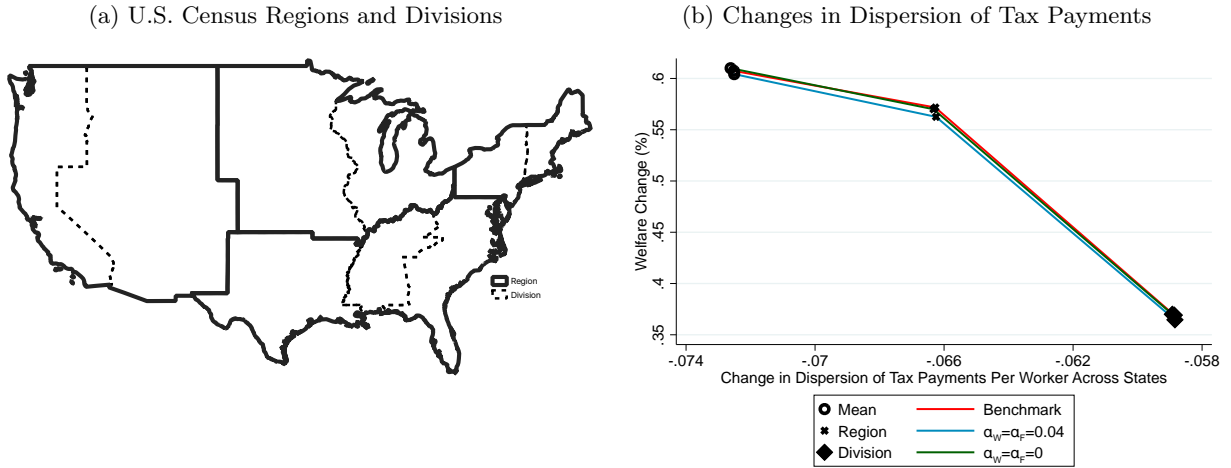 (a) U.S. Census Regions and Divisions
Region
Division
(b) Changes in Dispersion of Tax Payments
Welfare Change (%)
.6
.55
.5
.45
.4
.35
-.074
-.07
-.066
-.062
-.058
Change in Dispersion of Tax Payments Per Worker Across States
Mean
Benchmark
Region
α_W=α_F=0.04
Division
α_W=α_F=0